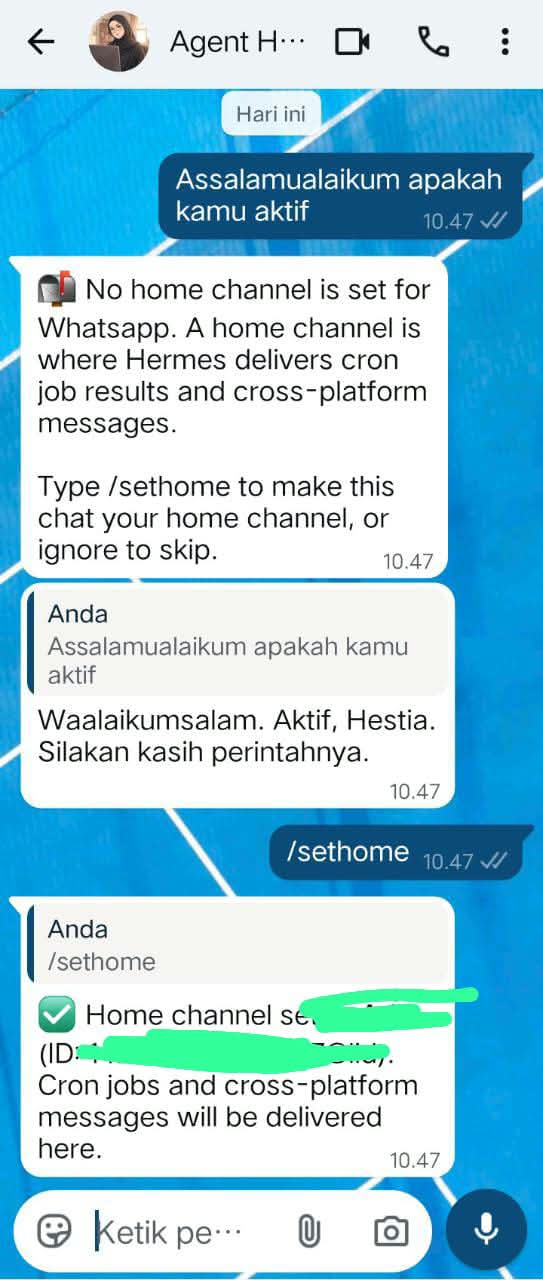 Agent H...
Hari ini
Assalamualaikum apakah
kamu aktif
10.47
📬 No home channel is set for
Whatsapp. A home channel is
where Hermes delivers cron
job results and cross-platform
messages.
Type /sethome to make this
chat your home channel, or
ignore to skip.
10.47
Anda
Assalamualaikum apakah kamu
aktif
Waalaikumsalam. Aktif, Hestia.
Silakan kasih perintahnya.
10.47
/sethome
10.47
Anda
/sethome
✅ Home channel
(ID:
Cron jobs and cross-platform
messages will be delivered
here.
10.47
Ketik pe...